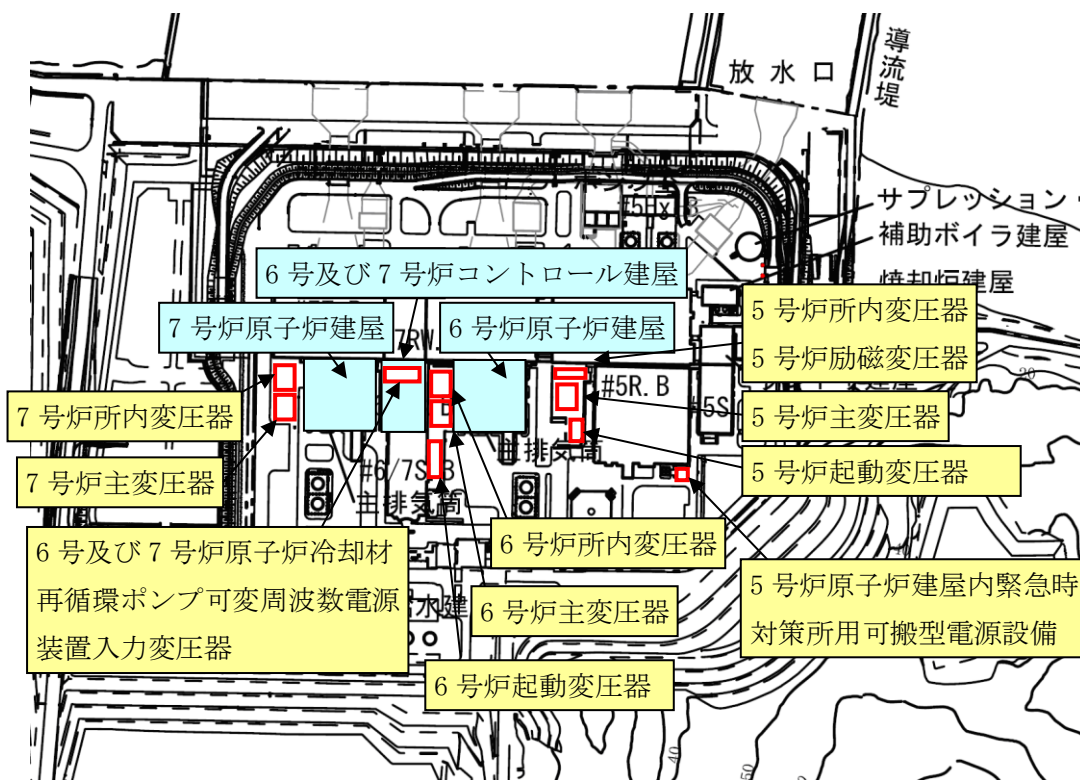 導流堤
放水口
#5Hx.B
サプレッション・
補助ボイラ建屋
焼却炉建屋
6号及び7号炉コントロール建屋
7号炉原子炉建屋
6号炉原子炉建屋
7RW.
5号炉所内変圧器
5号炉励磁変圧器
20
#5R.B
#5S
7号炉所内変圧器
5号炉主変圧器
主排気筒
5号炉起動変圧器
#6/7S.B
7号炉主変圧器
主排気筒
6号炉所内変圧器
6号及び7号炉原子炉冷却材
再循環ポンプ可変周波数電源
装置入力変圧器
水建
6号炉主変圧器
5号炉原子炉建屋内緊急時
対策所用可搬型電源設備
6号炉起動変圧器
40
50